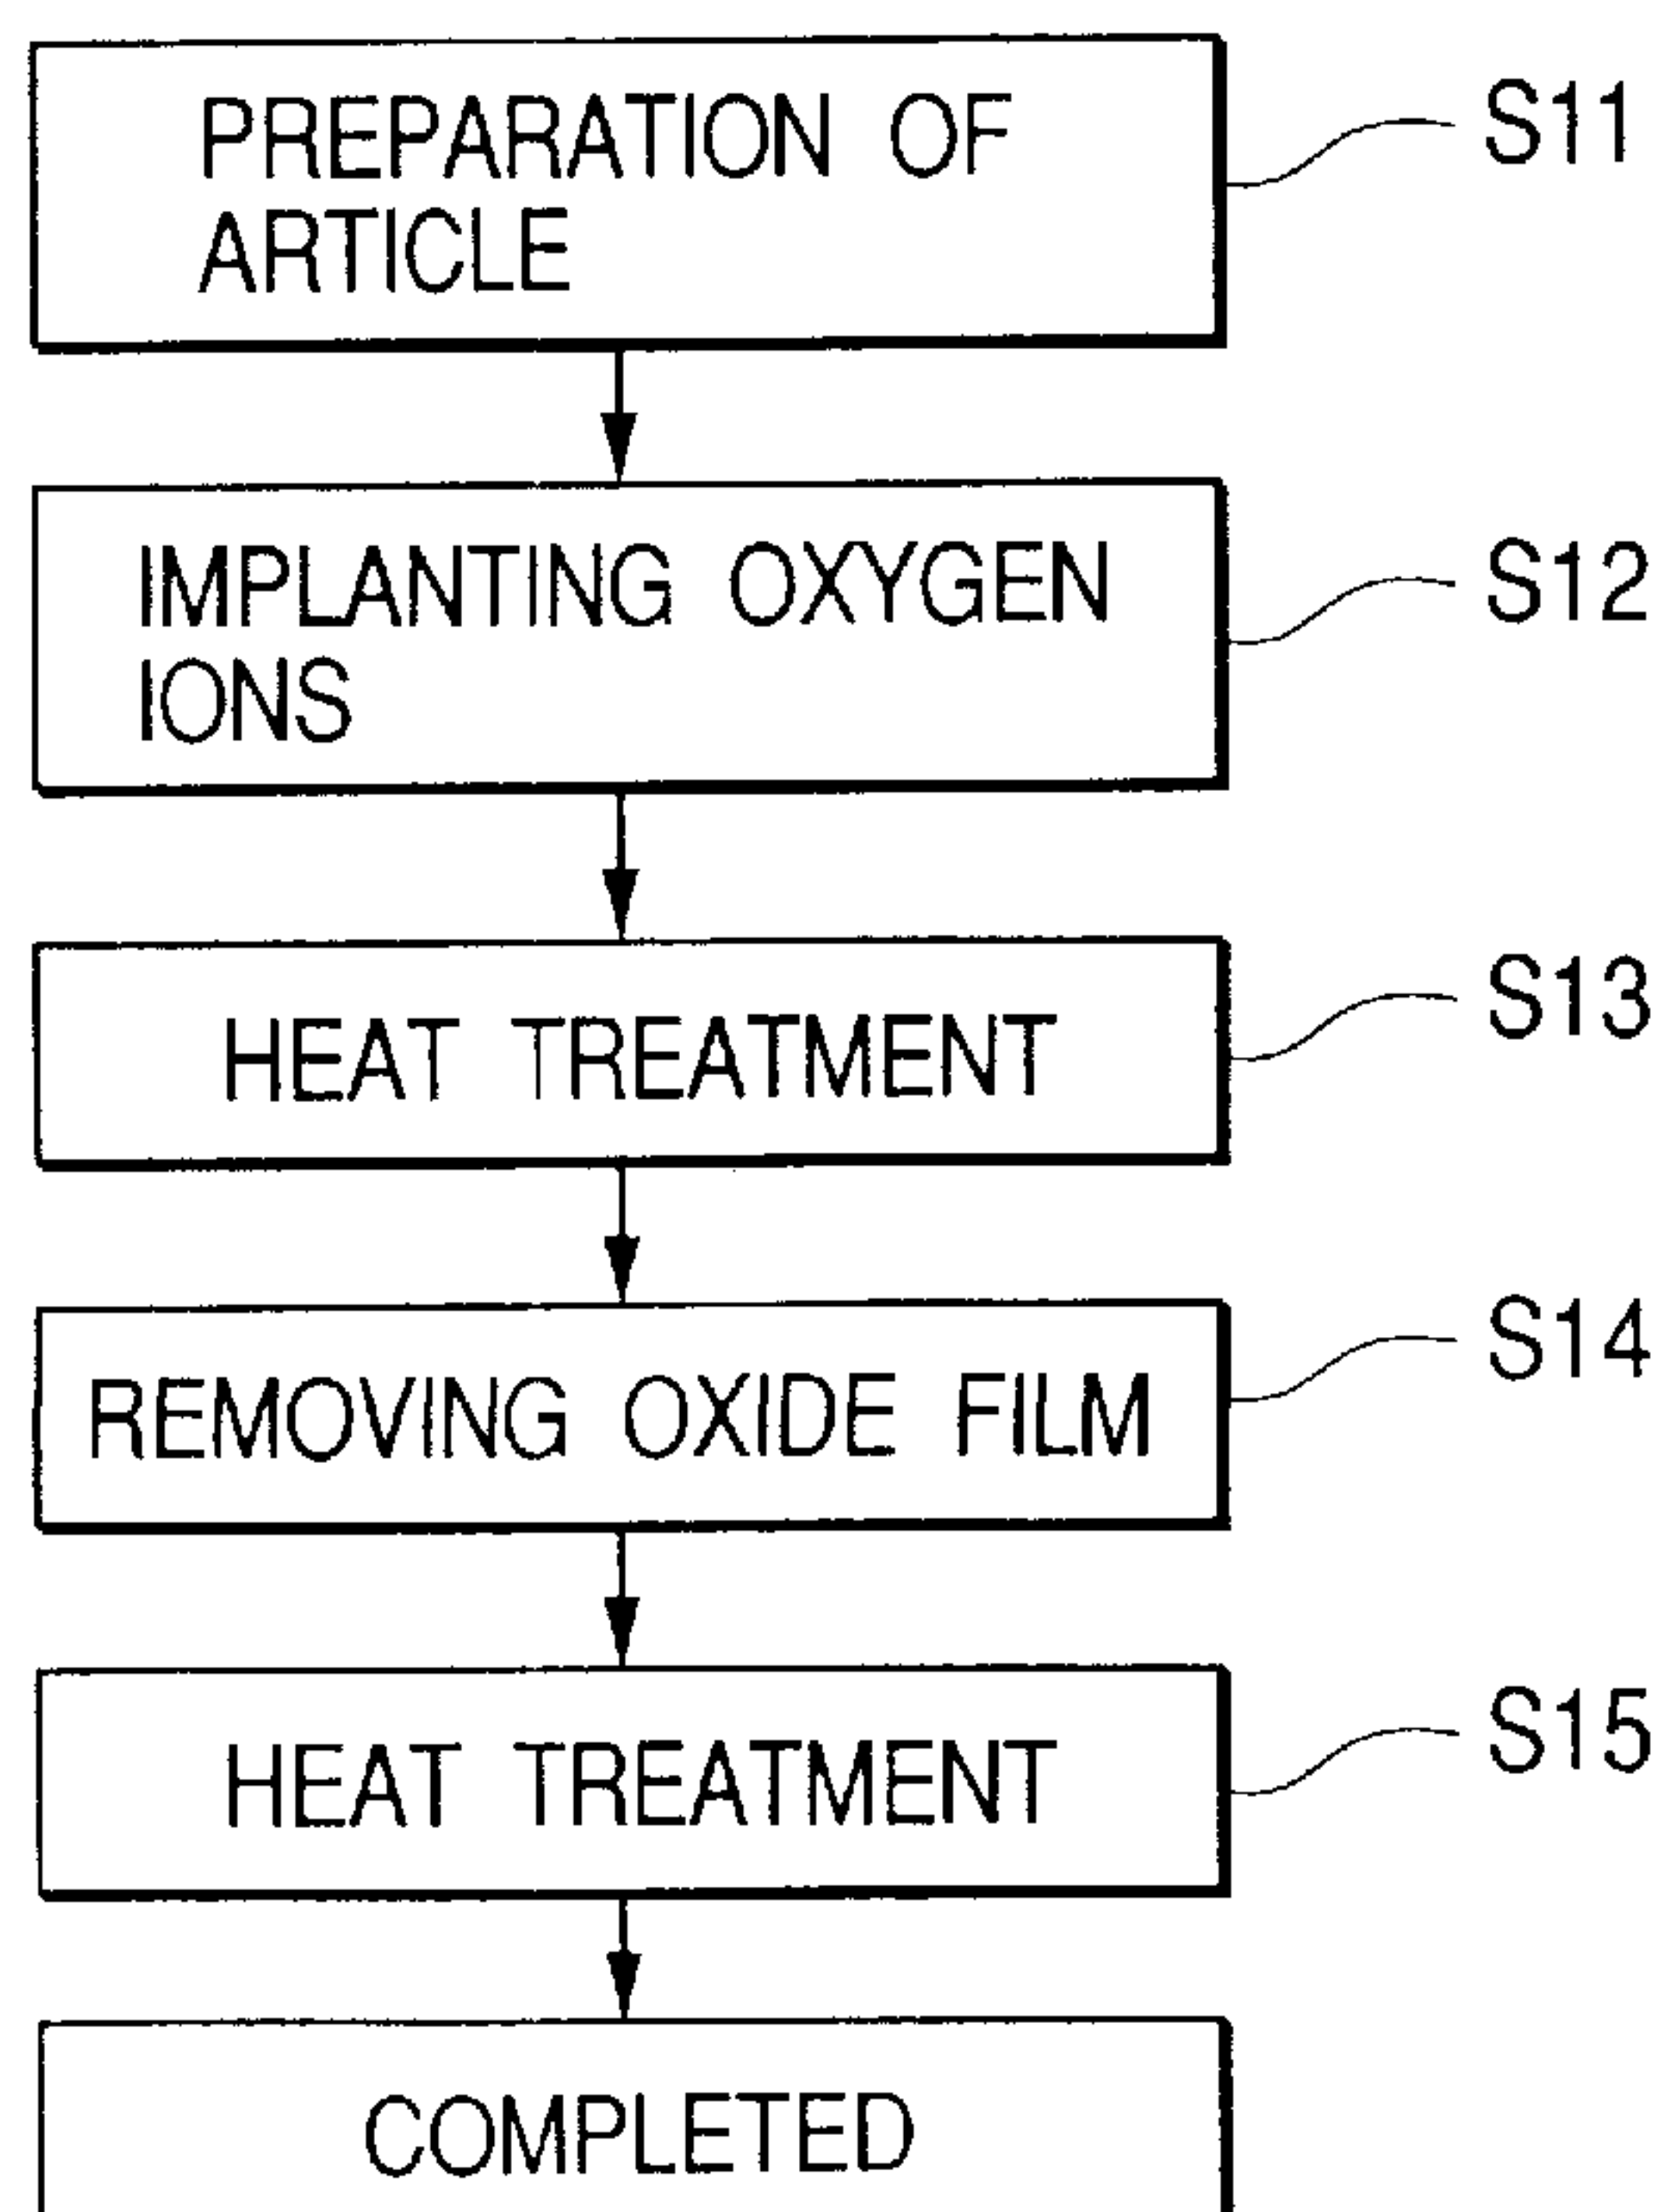 PREPARATION OF
ARTICLE
S11
IMPLANTING OXYGEN
IONS
S12
HEAT TREATMENT
S13
REMOVING OXIDE FILM
S14
HEAT TREATMENT
S15
COMPLETED